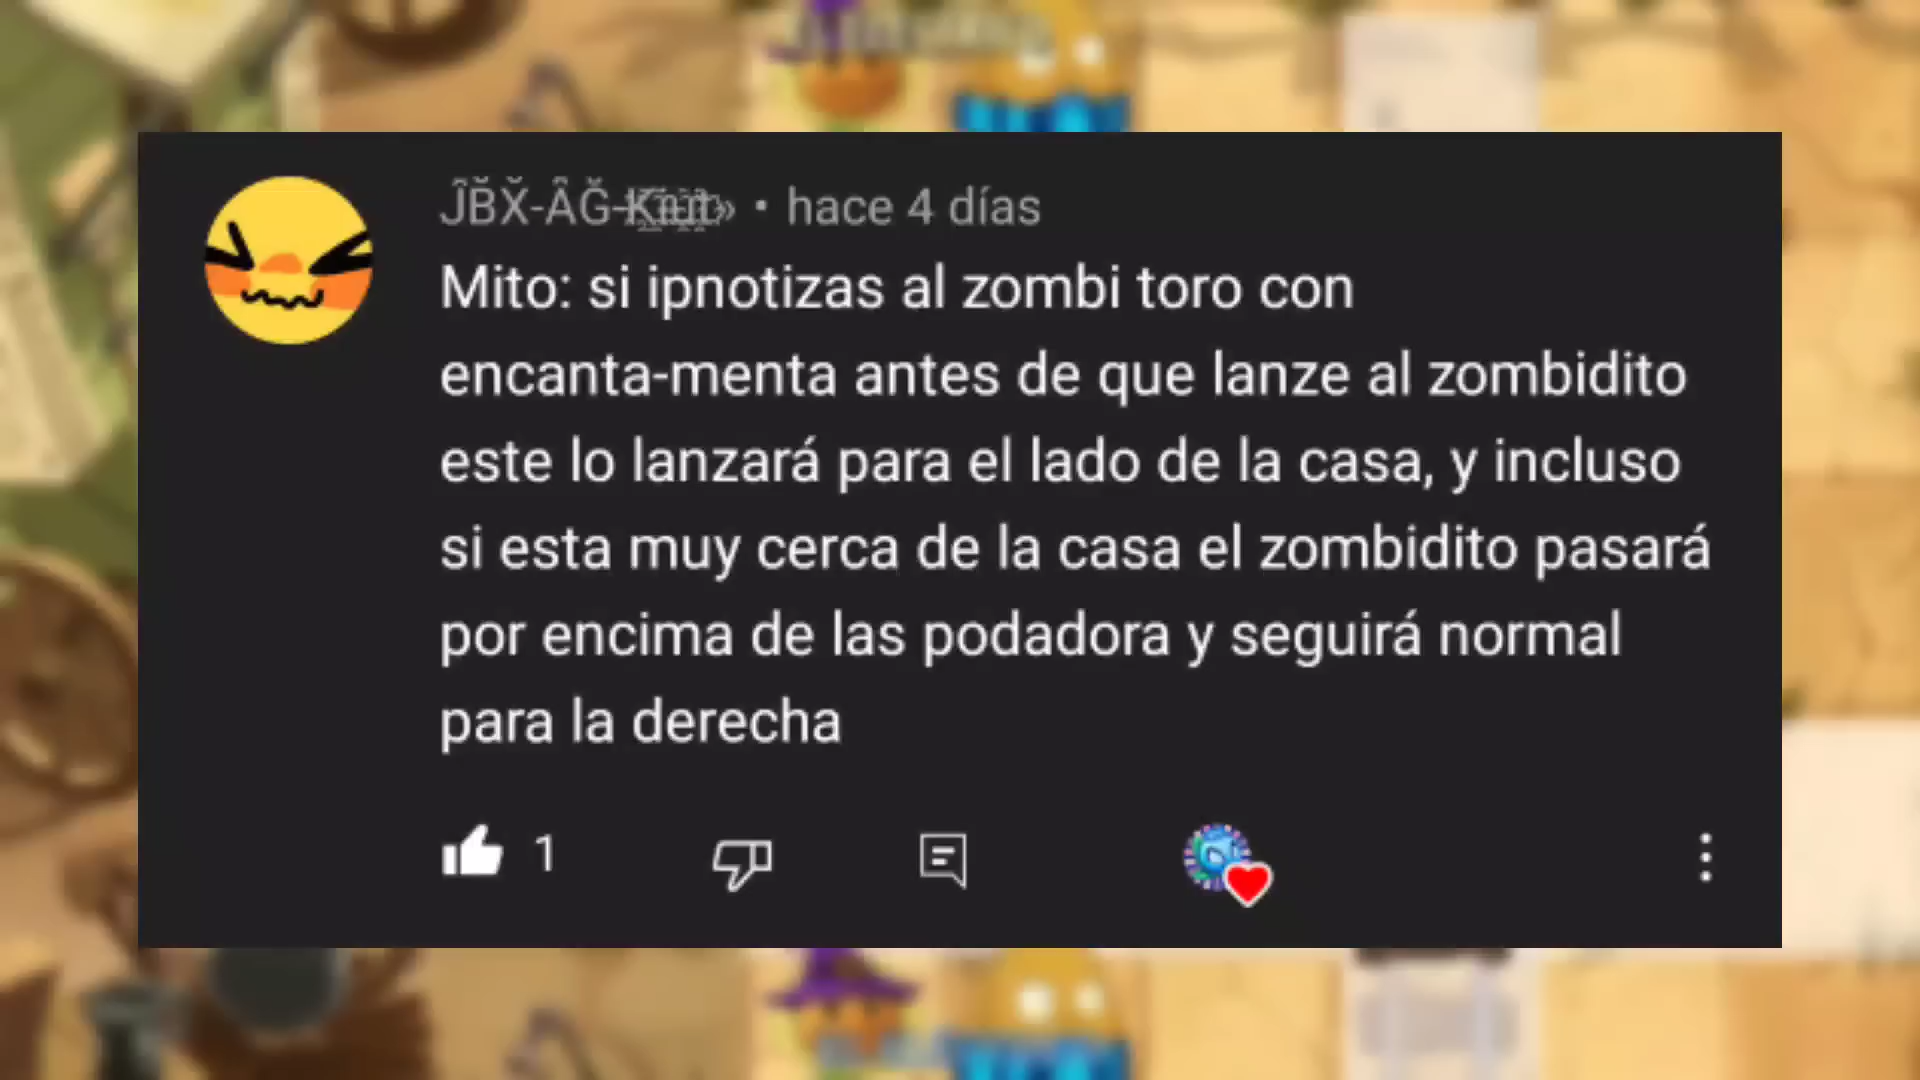 ĴB̌X̌-ÂǦ-Knut» • hace 4 días
Mito: si ipnotizas al zombi toro con
encanta-menta antes de que lanze al zombidito
este lo lanzará para el lado de la casa, y incluso
si esta muy cerca de la casa el zombidito pasará
por encima de las podadora y seguirá normal
para la derecha
1